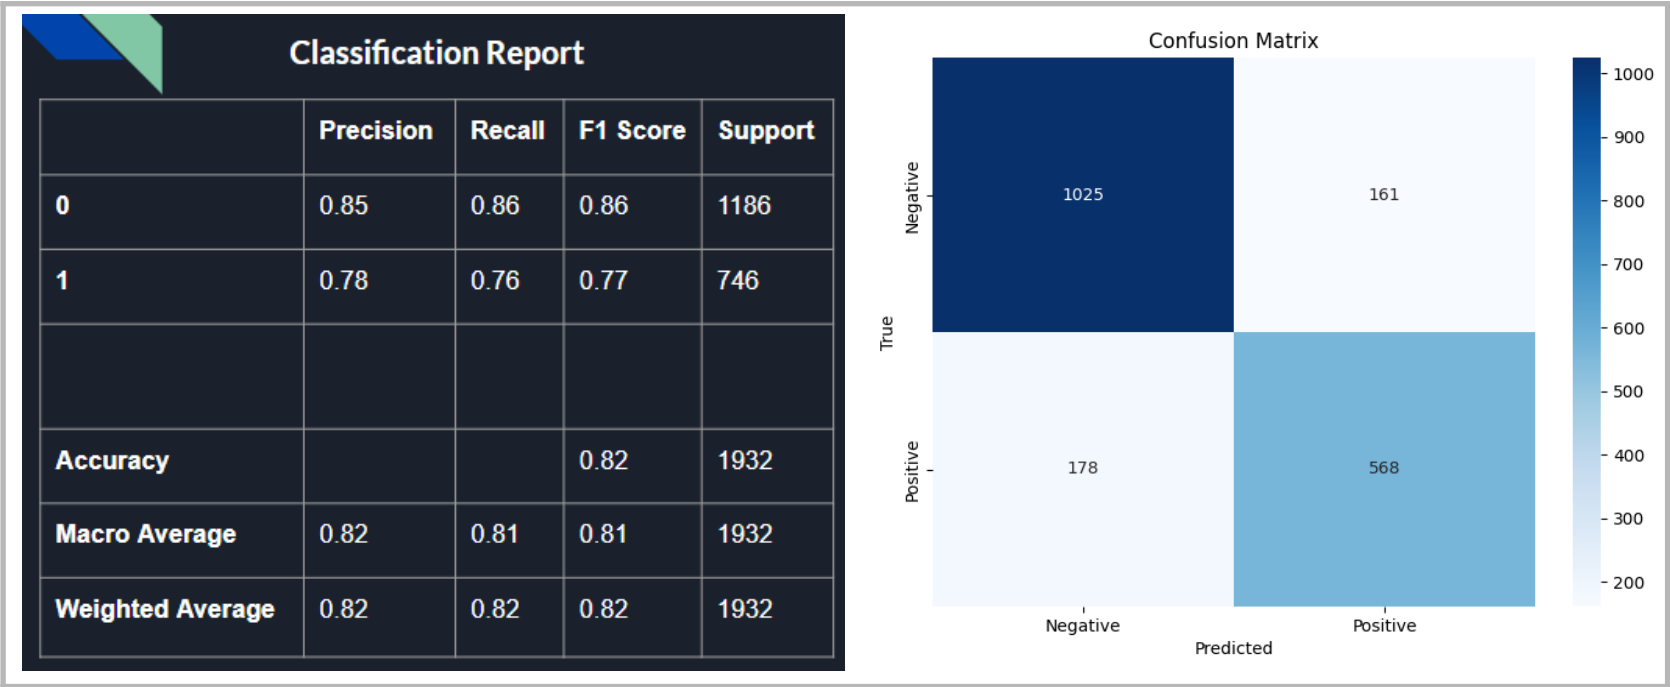 Classification Report
Precision Recall F1 Score Support
0 0.85 0.86 0.86 1186
1 0.78 0.76 0.77 746
Accuracy 0.82 1932
Macro Average 0.82 0.81 0.81 1932
Weighted Average 0.82 0.82 0.82 1932
Confusion Matrix
True
Negative
1025 161
Positive
178 568
Negative Positive
Predicted
1000
900
800
700
600
500
400
300
200